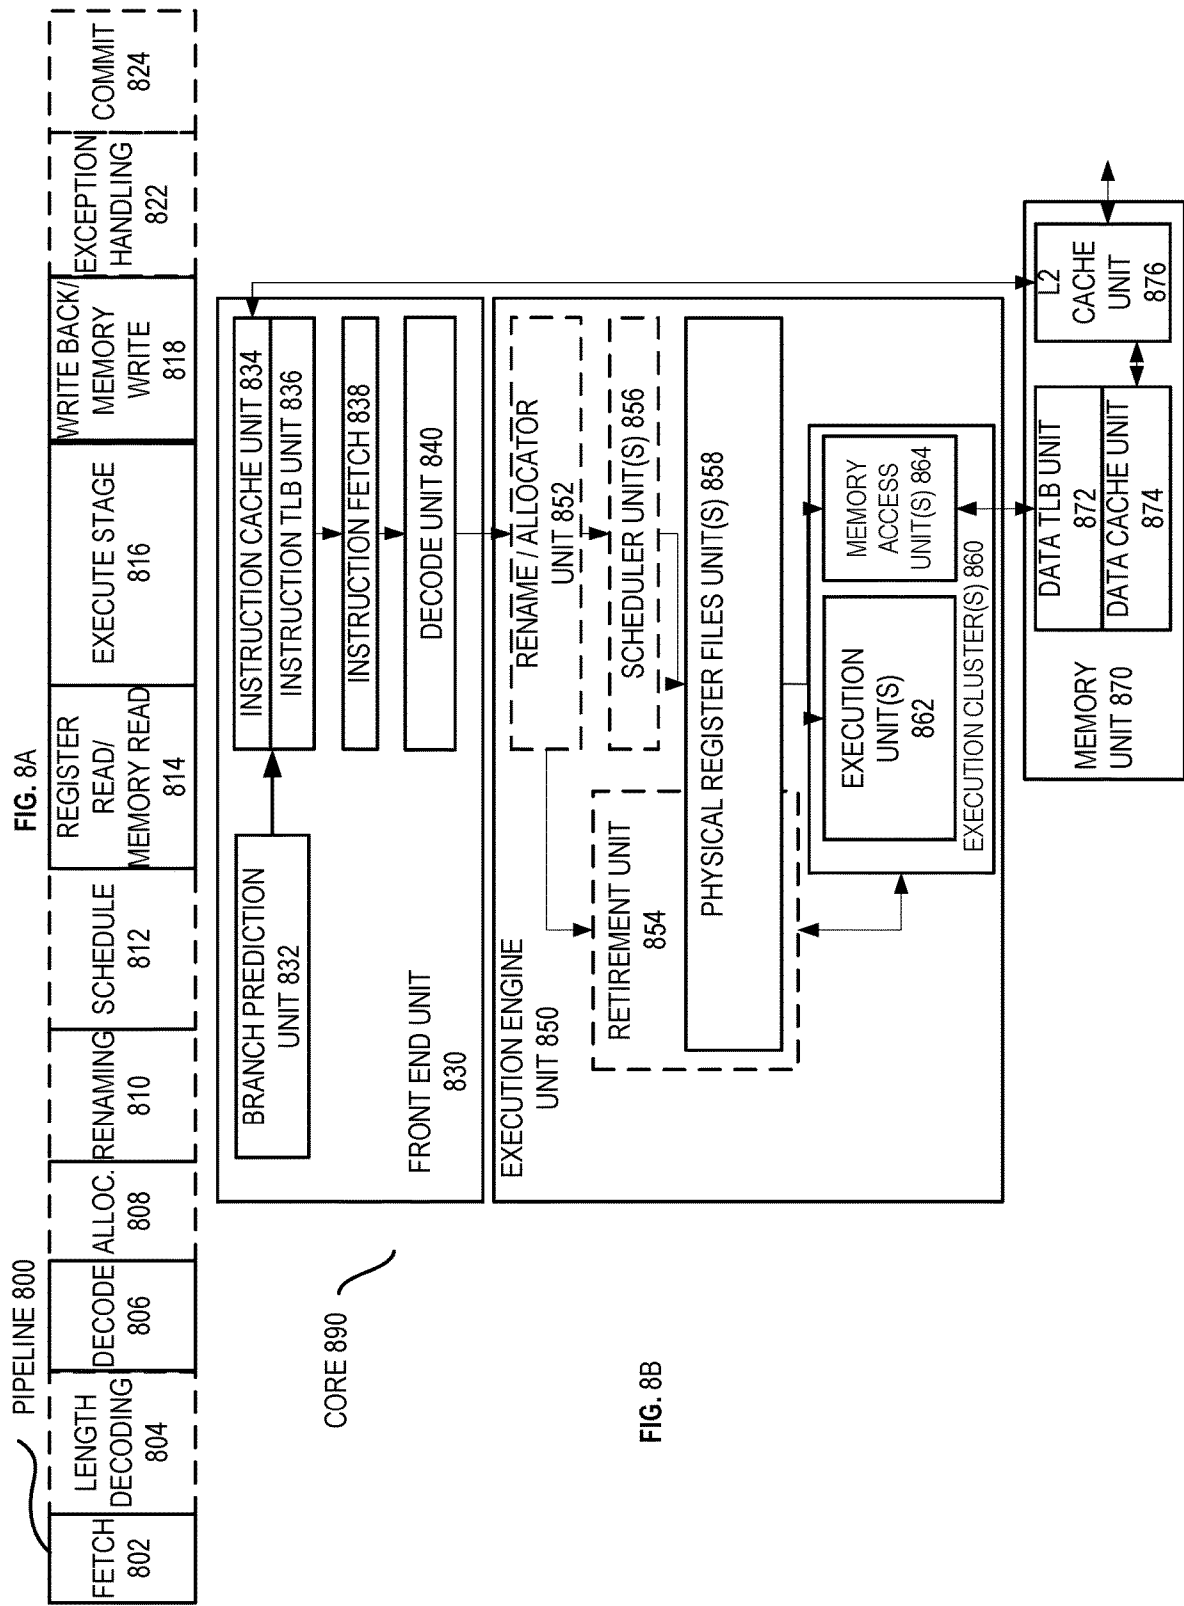 FIG. 8A
PIPELINE 800
FETCH
802
LENGTH
DECODING
804
DECODE
806
ALLOC.
808
RENAMING
810
SCHEDULE
812
REGISTER
READ/
MEMORY READ
814
EXECUTE STAGE
816
WRITE BACK/
MEMORY
WRITE
818
EXCEPTION
HANDLING
822
COMMIT
824
CORE 890
FIG. 8B
BRANCH PREDICTION
UNIT 832
INSTRUCTION CACHE UNIT 834
INSTRUCTION TLB UNIT 836
INSTRUCTION FETCH 838
DECODE UNIT 840
FRONT END UNIT
830
EXECUTION ENGINE
UNIT 850
RENAME / ALLOCATOR
UNIT 852
SCHEDULER UNIT(S) 856
RETIREMENT UNIT
854
PHYSICAL REGISTER FILES UNIT(S) 858
EXECUTION
UNIT(S)
862
MEMORY
ACCESS
UNIT(S) 864
EXECUTION CLUSTER(S) 860
MEMORY
UNIT 870
DATA TLB UNIT
872
DATA CACHE UNIT
874
L2
CACHE
UNIT
876